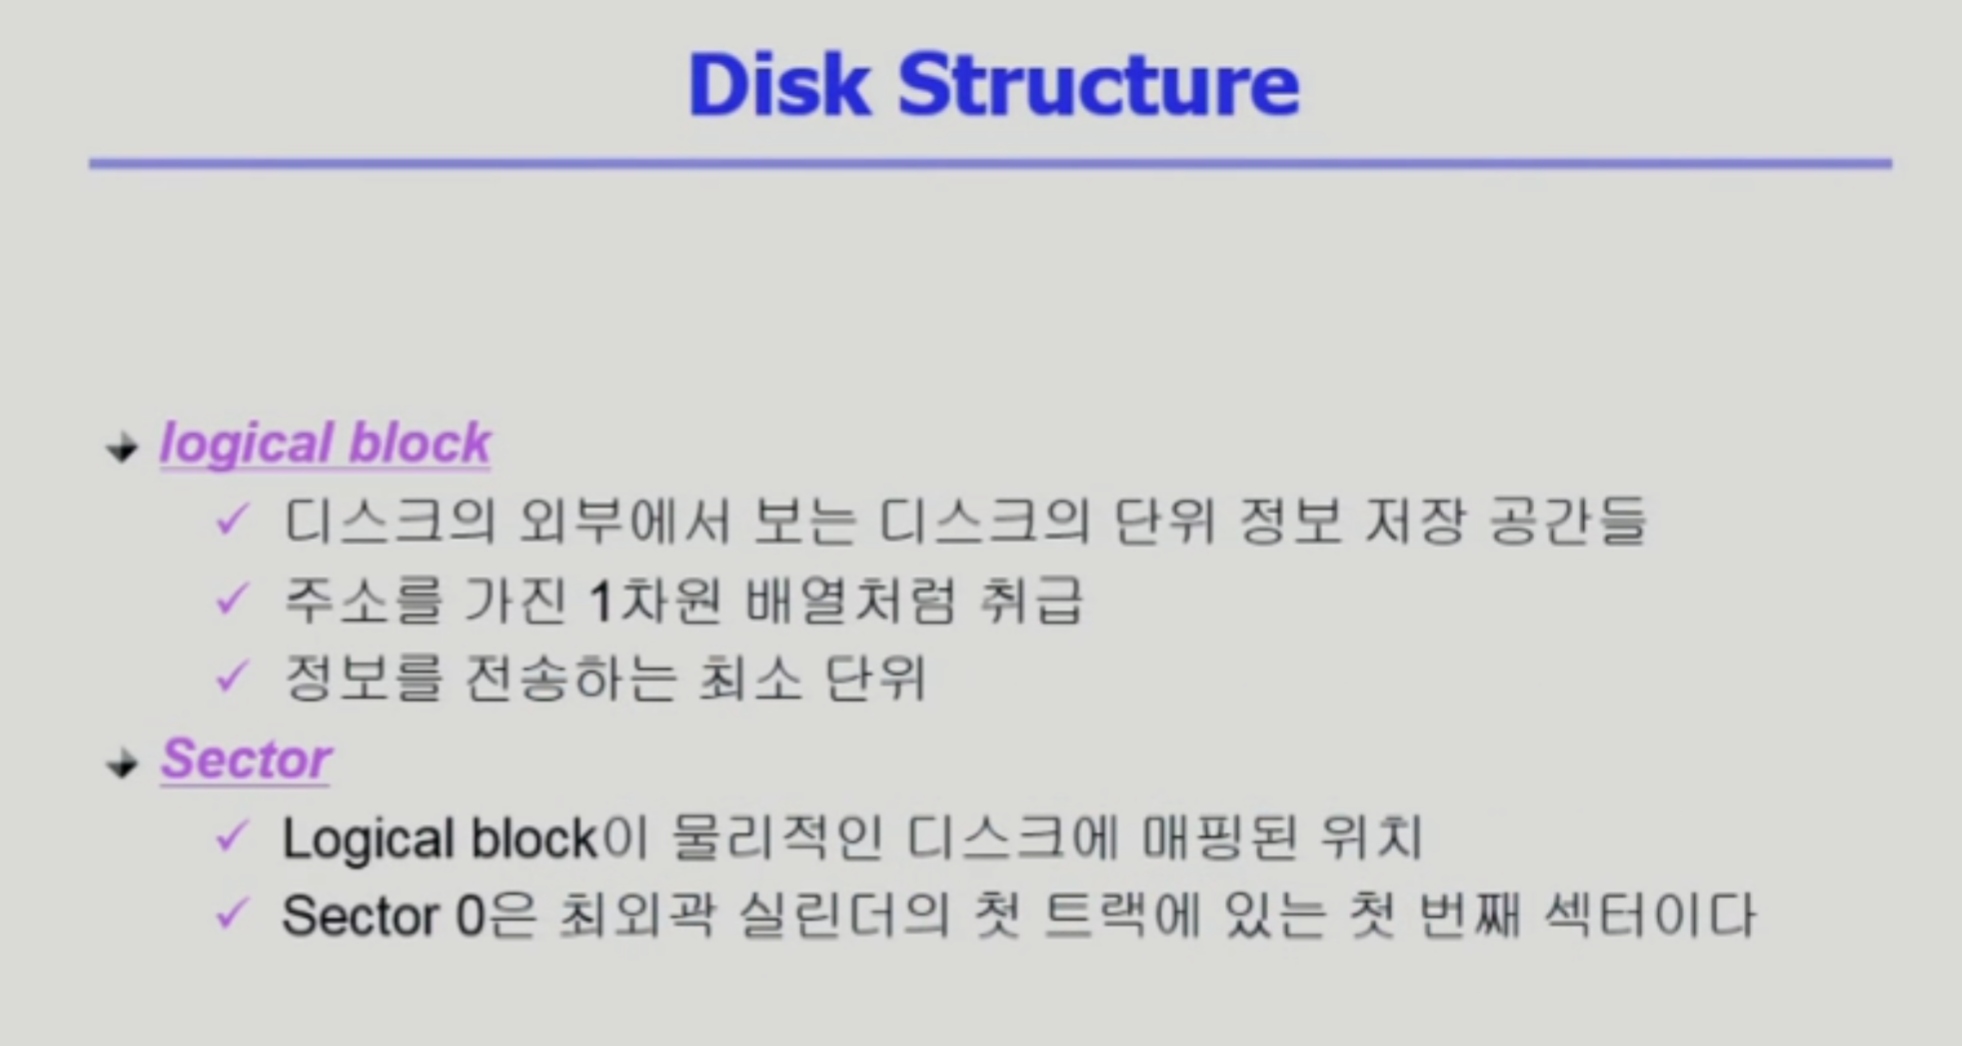 Disk Structure
logical block
디스크의 외부에서 보는 디스크의 단위 정보 저장 공간들
주소를 가진 1차원 배열처럼 취급
정보를 전송하는 최소 단위
Sector
Logical block이 물리적인 디스크에 매핑된 위치
Sector 0은 최외곽 실린더의 첫 트랙에 있는 첫 번째 섹터이다